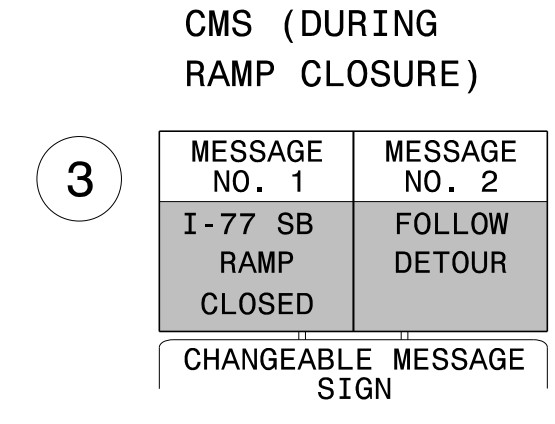 CMS (DURING
RAMP CLOSURE)
3
MESSAGE
NO. 1
MESSAGE
NO. 2
I-77 SB
RAMP
CLOSED
FOLLOW
DETOUR
CHANGEABLE MESSAGE
SIGN